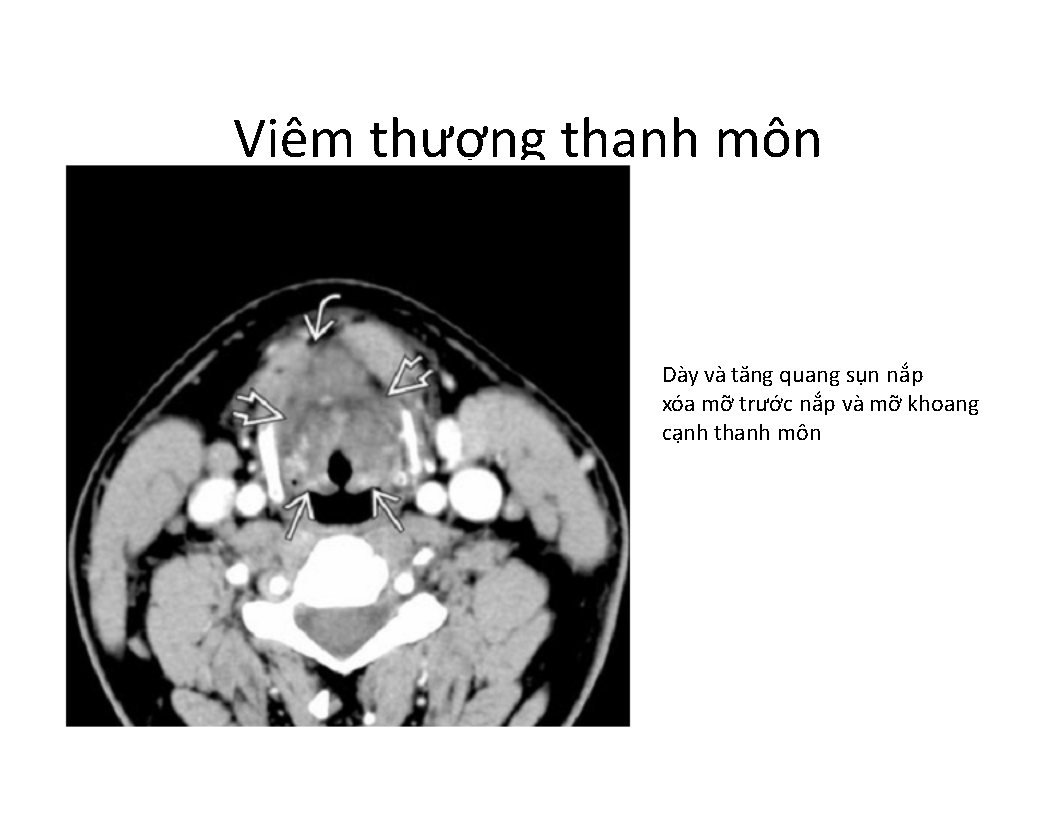 Viêm thượng thanh môn
Dày và tăng quang sụn nắp
xóa mỡ trước nắp và mỡ khoang
cạnh thanh môn